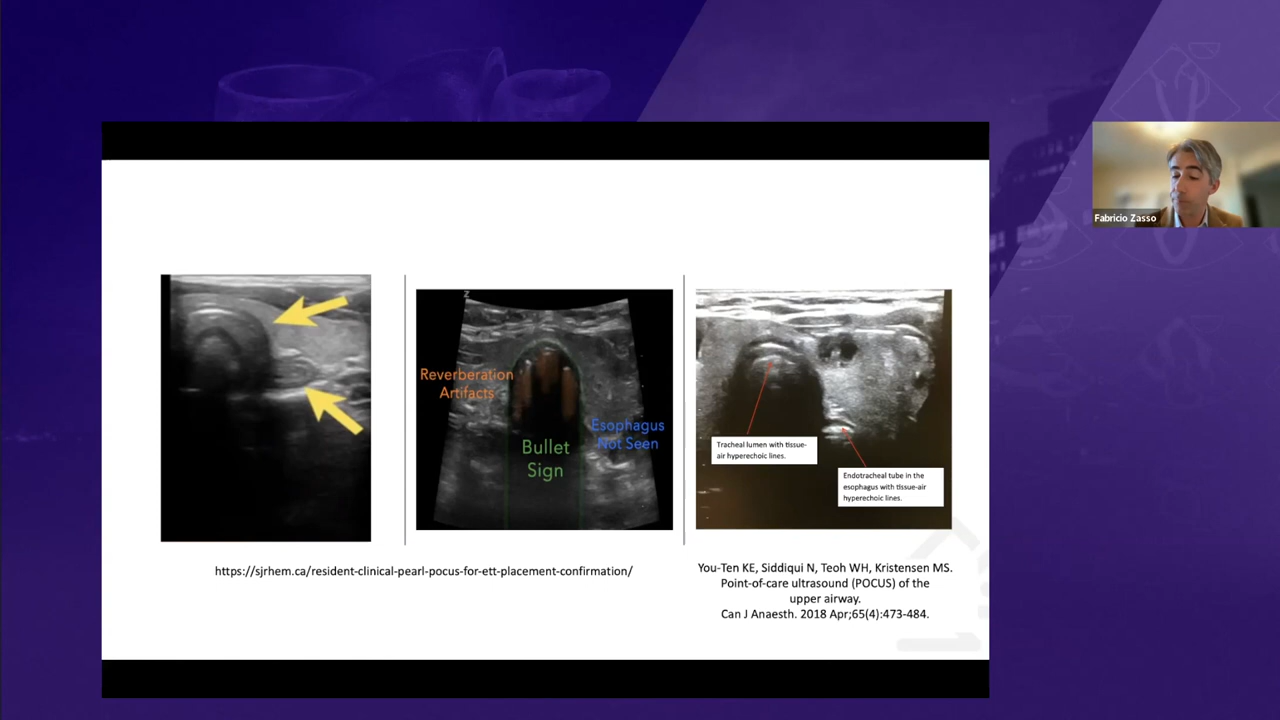 Z
Reverberation
Artifacts
Bullet
Sign
Esophagus
Not Seen
Tracheal lumen with tissue-
air hyperechoic lines.
Endotracheal tube in the
esophagus with tissue-air
hyperechoic lines.
https://sjrhem.ca/resident-clinical-pearl-pocus-for-ett-placement-confirmation/
You-Ten KE, Siddiqui N, Teoh WH, Kristensen MS.
Point-of-care ultrasound (POCUS) of the
upper airway.
Can J Anaesth. 2018 Apr;65(4):473-484.
Fabricio Zasso